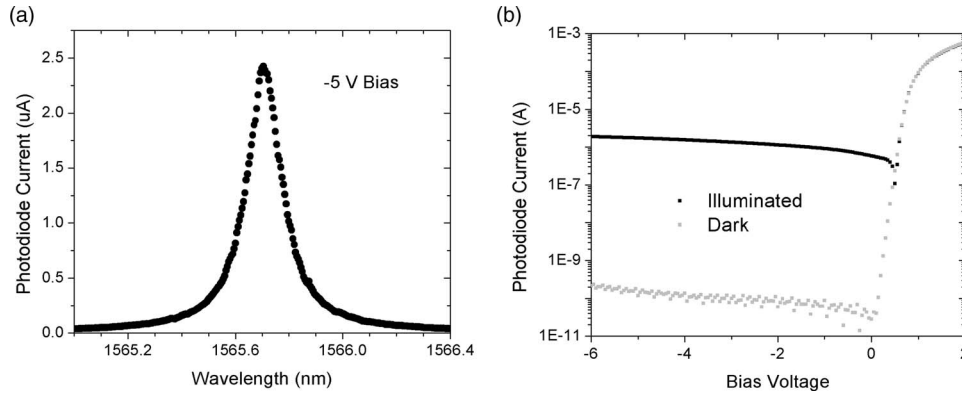 (a)
2.5
2.0
1.5
1.0
0.5
0.0
Photodiode Current (uA)
-5 V Bias
1565.2
1565.6
1566.0
1566.4
Wavelength (nm)
(b)
1E-3
1E-5
1E-7
1E-9
1E-11
Photodiode Current (A)
Illuminated
Dark
-6
-4
-2
0
2
Bias Voltage